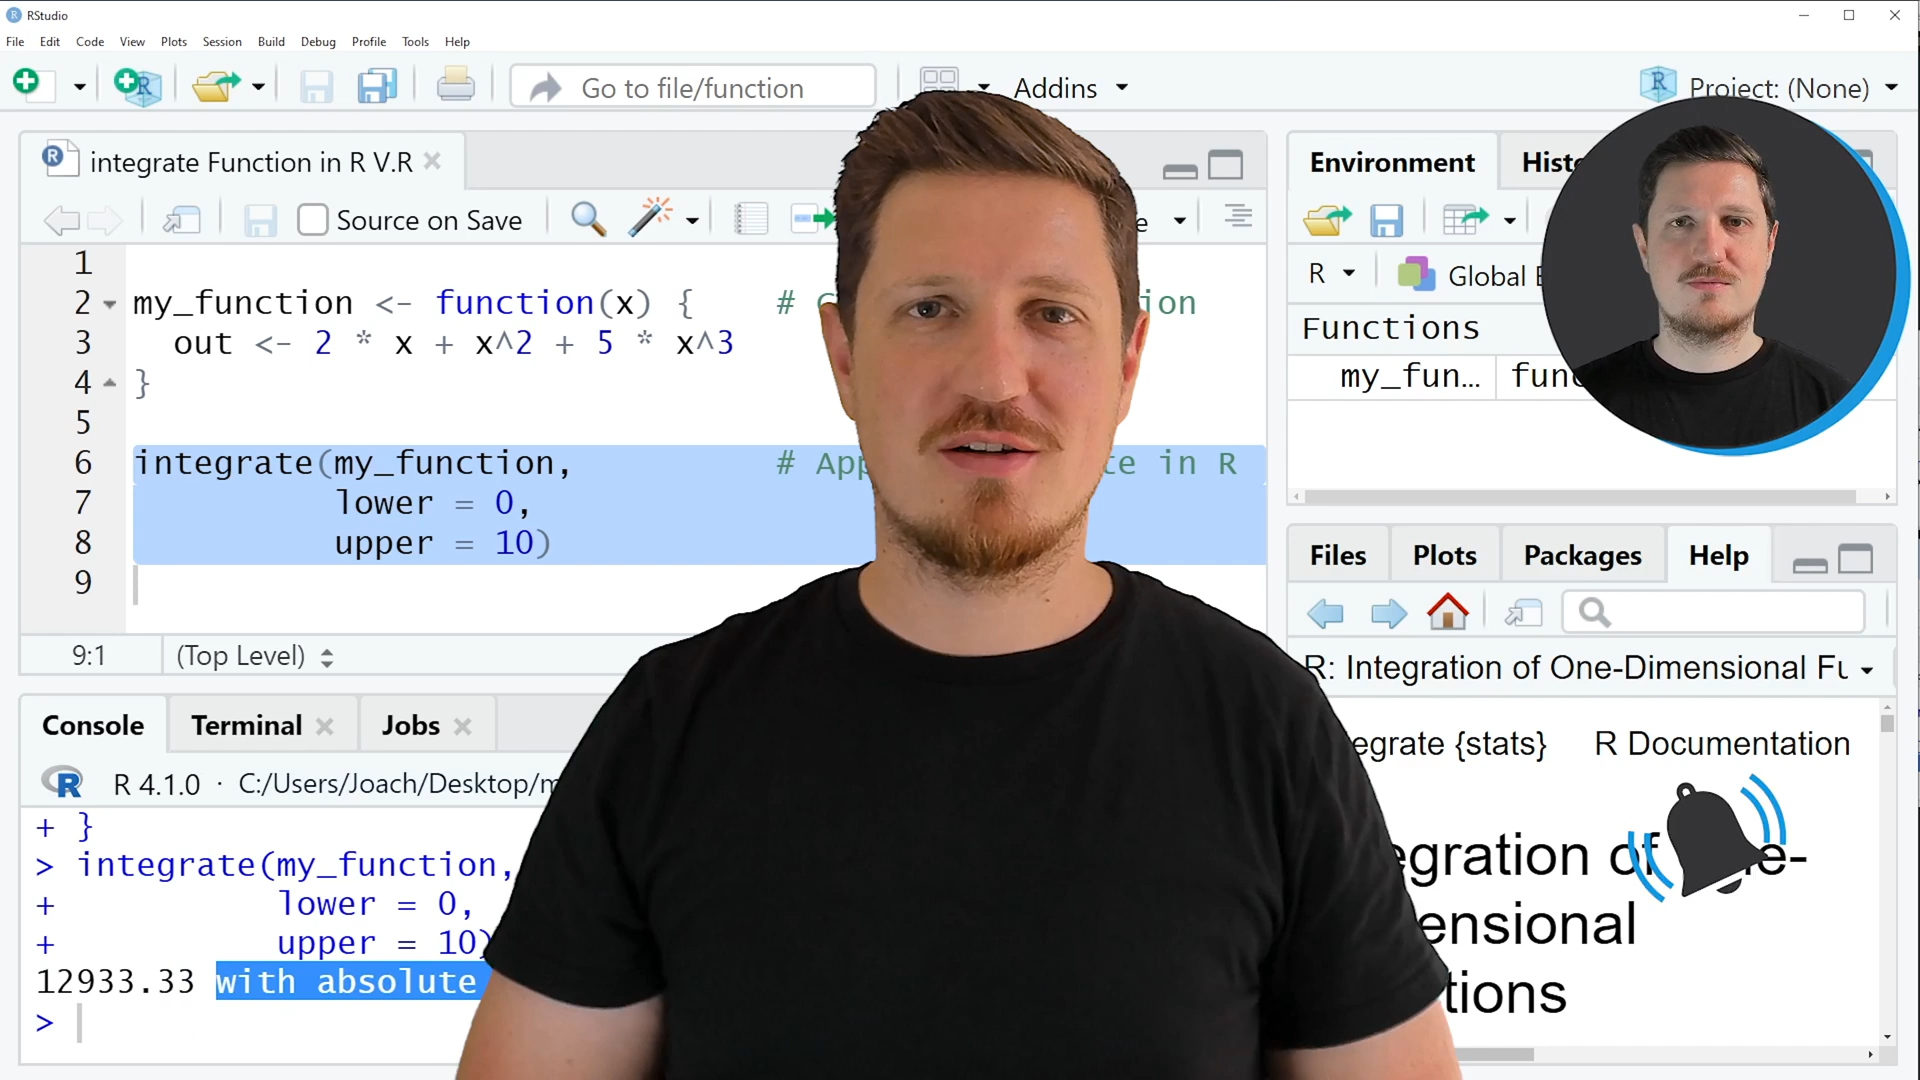 RStudio
File Edit Code View Plots Session Build Debug Profile Tools Help
Go to file/function Addins Project: (None)
integrate Function in R V.R
Source on Save
1
2 my_function <- function(x) { #
3 out <- 2 * x + x^2 + 5 * x^3
4 }
5
6 integrate(my_function, # in R
7 lower = 0,
8 upper = 10)
9
9:1 (Top Level)
Console Terminal Jobs
R 4.1.0 · C:/Users/Joach/Desktop/
+ }
> integrate(my_function,
+ lower = 0,
+ upper = 10)
12933.33 with absolute
>
Environment
R Global
Functions
my_fun...
Files Plots Packages Help
R: Integration of One-Dimensional
{stats} R Documentation
of